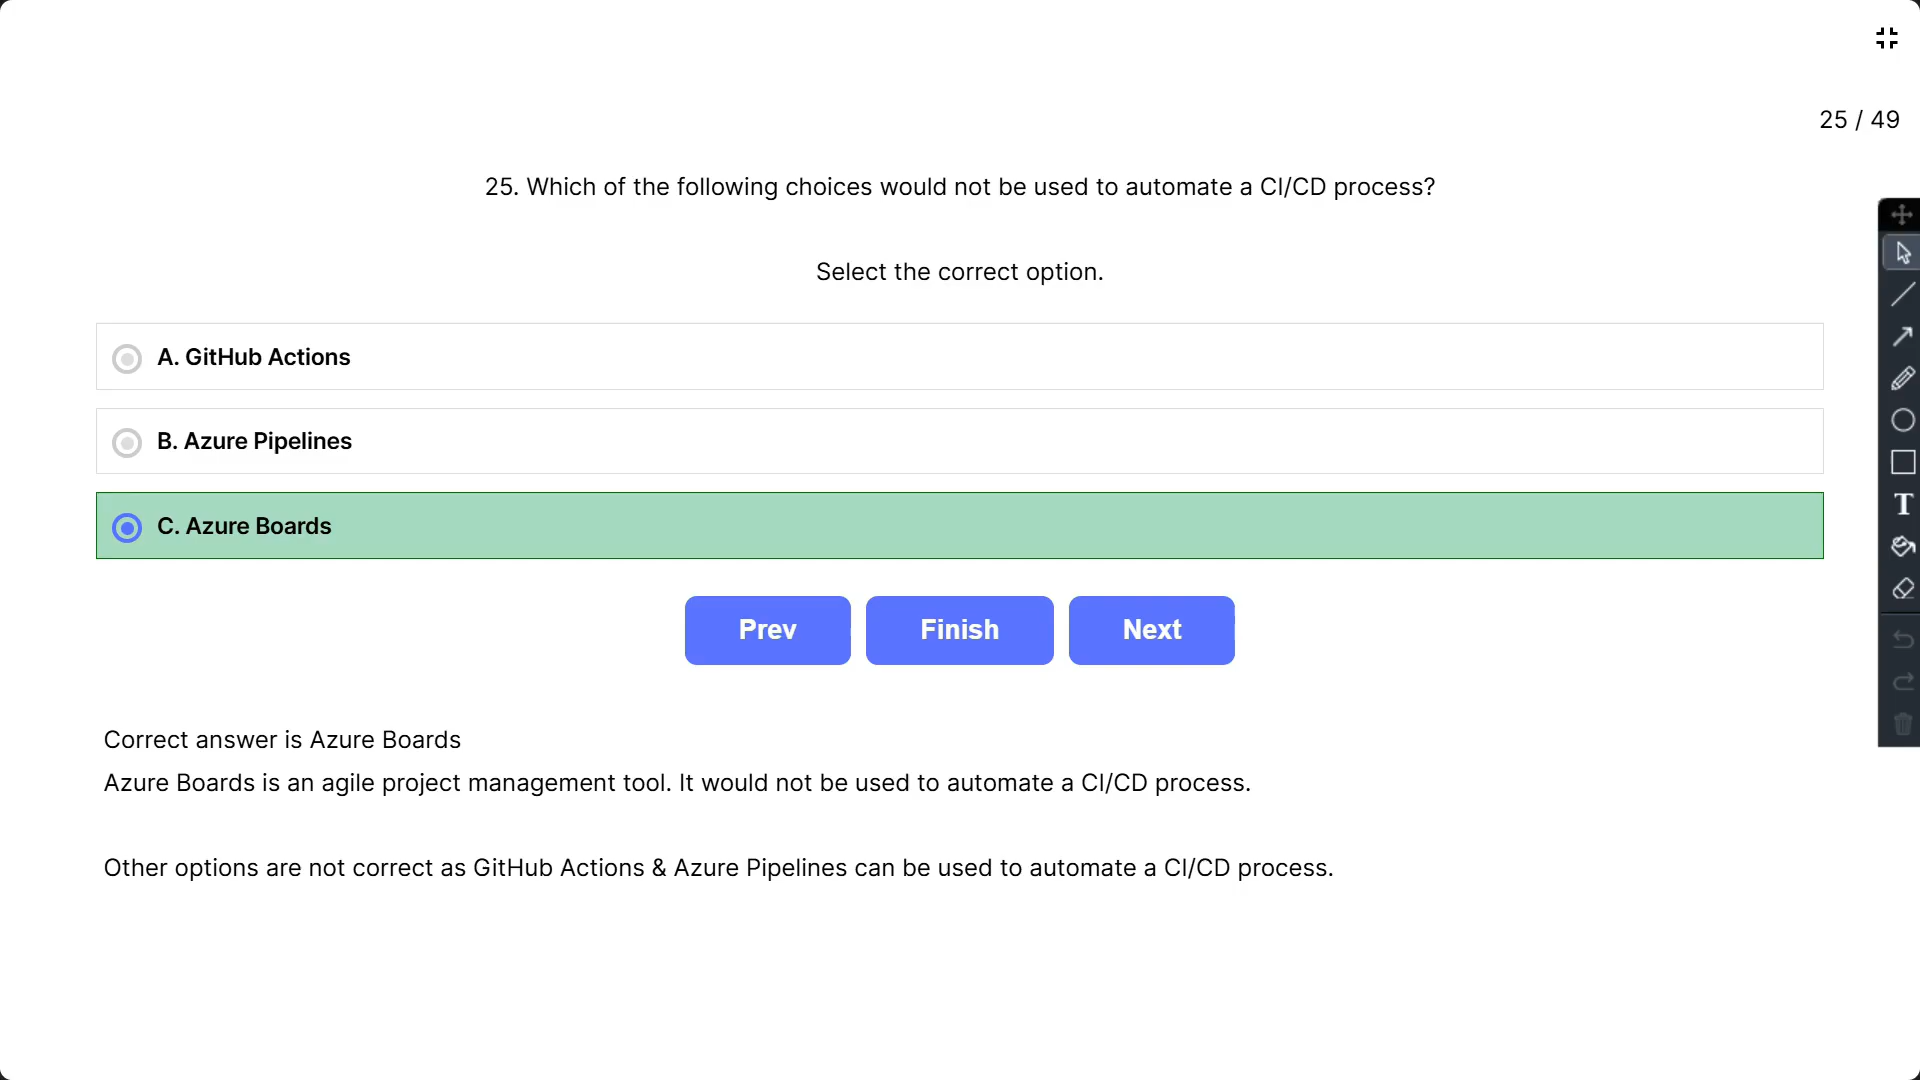 25 / 49
25. Which of the following choices would not be used to automate a CI/CD process?
Select the correct option.
A. GitHub Actions
B. Azure Pipelines
C. Azure Boards
Prev
Finish
Next
T
Correct answer is Azure Boards
Azure Boards is an agile project management tool. It would not be used to automate a CI/CD process.
Other options are not correct as GitHub Actions & Azure Pipelines can be used to automate a CI/CD process.